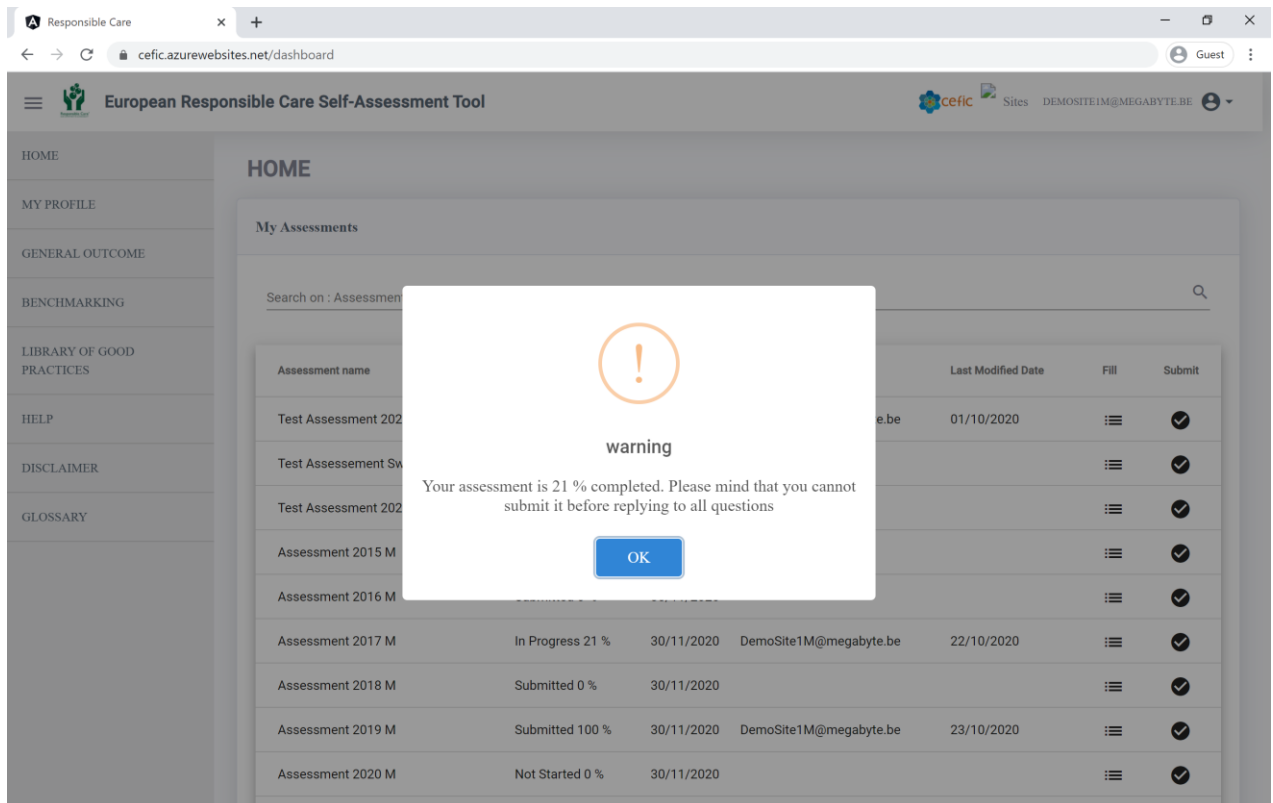 Responsible Care
cefic.azurewebsites.net/dashboard
Guest
European Responsible Care Self-Assessment Tool
cefic
Sites
DEMOSITE1M@MEGABYTE.BE
HOME
MY PROFILE
GENERAL OUTCOME
BENCHMARKING
LIBRARY OF GOOD
PRACTICES
HELP
DISCLAIMER
GLOSSARY
HOME
My Assessments
Search on : Assessmen
Assessment name Last Modified Date Fill Submit
Test Assessment 202 e.be 01/10/2020
Test Assessement Sw
Test Assessment 202
Assessment 2015 M
Assessment 2016 M
Assessment 2017 M In Progress 21 % 30/11/2020 DemoSite1M@megabyte.be 22/10/2020
Assessment 2018 M Submitted 0 % 30/11/2020
Assessment 2019 M Submitted 100 % 30/11/2020 DemoSite1M@megabyte.be 23/10/2020
Assessment 2020 M Not Started 0 % 30/11/2020
!
warning
Your assessment is 21 % completed. Please mind that you cannot
submit it before replying to all questions
OK